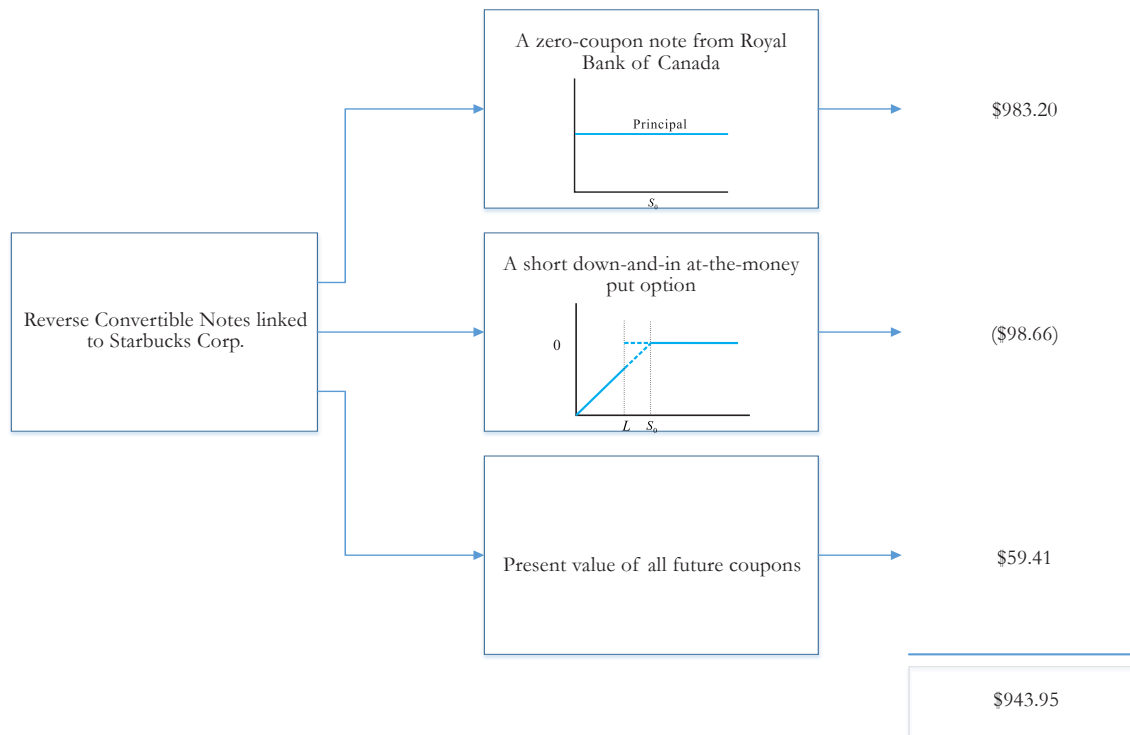 A zero-coupon note from Royal
Bank of Canada
Principal
S₀
$983.20
Reverse Convertible Notes linked
to Starbucks Corp.
A short down-and-in at-the-money
put option
0
L
S₀
($98.66)
Present value of all future coupons
$59.41
$943.95